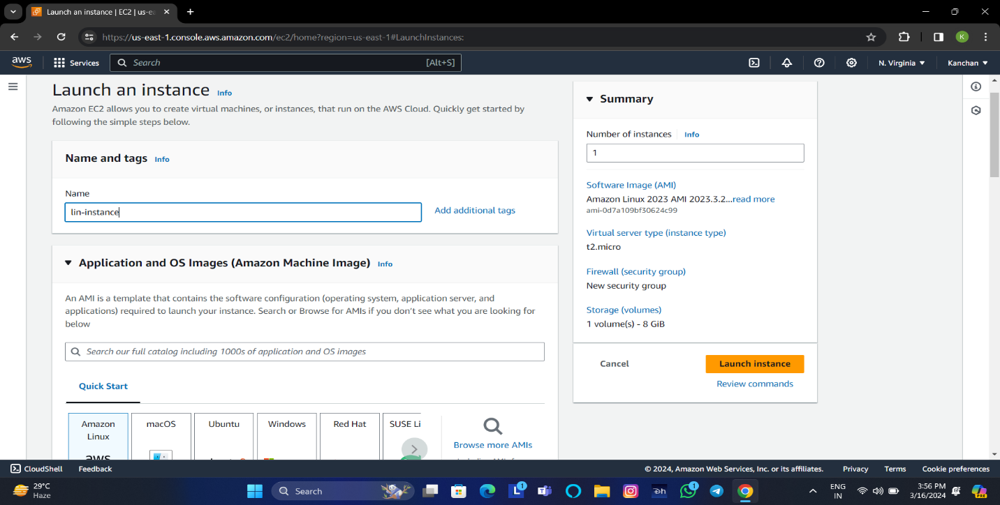 Launch an instance | EC2 | us-ea
https://us-east-1.console.aws.amazon.com/ec2/home?region=us-east-1#LaunchInstances:
K
aws
Services
Search
[Alt+S]
N. Virginia
Kanchan
Launch an instance Info
Amazon EC2 allows you to create virtual machines, or instances, that run on the AWS Cloud. Quickly get started by
following the simple steps below.
Name and tags Info
Name
lin-instance
Add additional tags
Application and OS Images (Amazon Machine Image) Info
An AMI is a template that contains the software configuration (operating system, application server, and
applications) required to launch your instance. Search or Browse for AMIs if you don't see what you are looking for
below
Search our full catalog including 1000s of application and OS images
Quick Start
Amazon
Linux
aws
macOS
Ubuntu
Windows
Red Hat
SUSE Li
Browse more AMIs
Summary
Number of instances Info
1
Software Image (AMI)
Amazon Linux 2023 AMI 2023.3.2...read more
ami-0d7a109bf30624c99
Virtual server type (instance type)
t2.micro
Firewall (security group)
New security group
Storage (volumes)
1 volume(s) - 8 GiB
Cancel
Launch instance
Review commands
CloudShell
Feedback
© 2024, Amazon Web Services, Inc. or its affiliates.
Privacy
Terms
Cookie preferences
29°C
Haze
Search
L
1
dh
1
ENG
IN
3:56 PM
3/16/2024
PRE